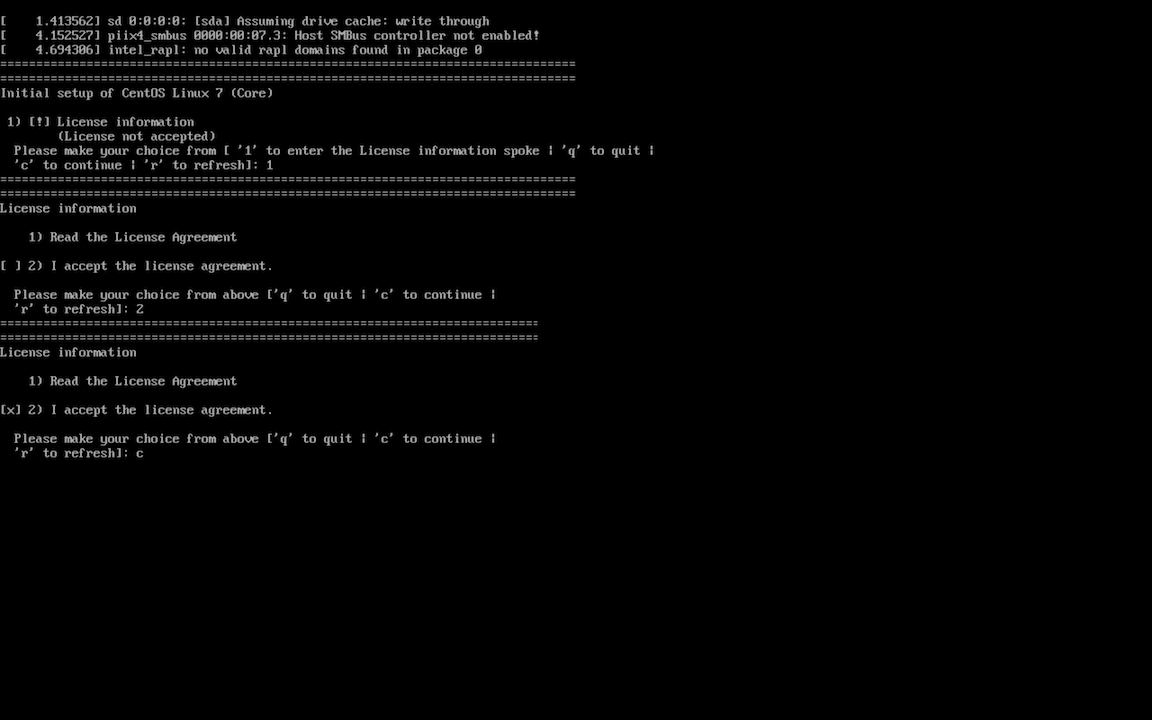 [    1.413562] sd 0:0:0:0: [sda] Assuming drive cache: write through
[    4.152527] piix4_smbus 0000:00:07.3: Host SMBus controller not enabled!
[    4.694306] intel_rapl: no valid rapl domains found in package 0
================================================================================
================================================================================
Initial setup of CentOS Linux 7 (Core)
1) [!] License information
(License not accepted)
Please make your choice from [ '1' to enter the License information spoke | 'q' to quit |
'c' to continue | 'r' to refresh]: 1
================================================================================
================================================================================
License information
1) Read the License Agreement
[ ] 2) I accept the license agreement.
Please make your choice from above ['q' to quit | 'c' to continue |
'r' to refresh]: 2
===========================================================================
===========================================================================
License information
1) Read the License Agreement
[x] 2) I accept the license agreement.
Please make your choice from above ['q' to quit | 'c' to continue |
'r' to refresh]: c